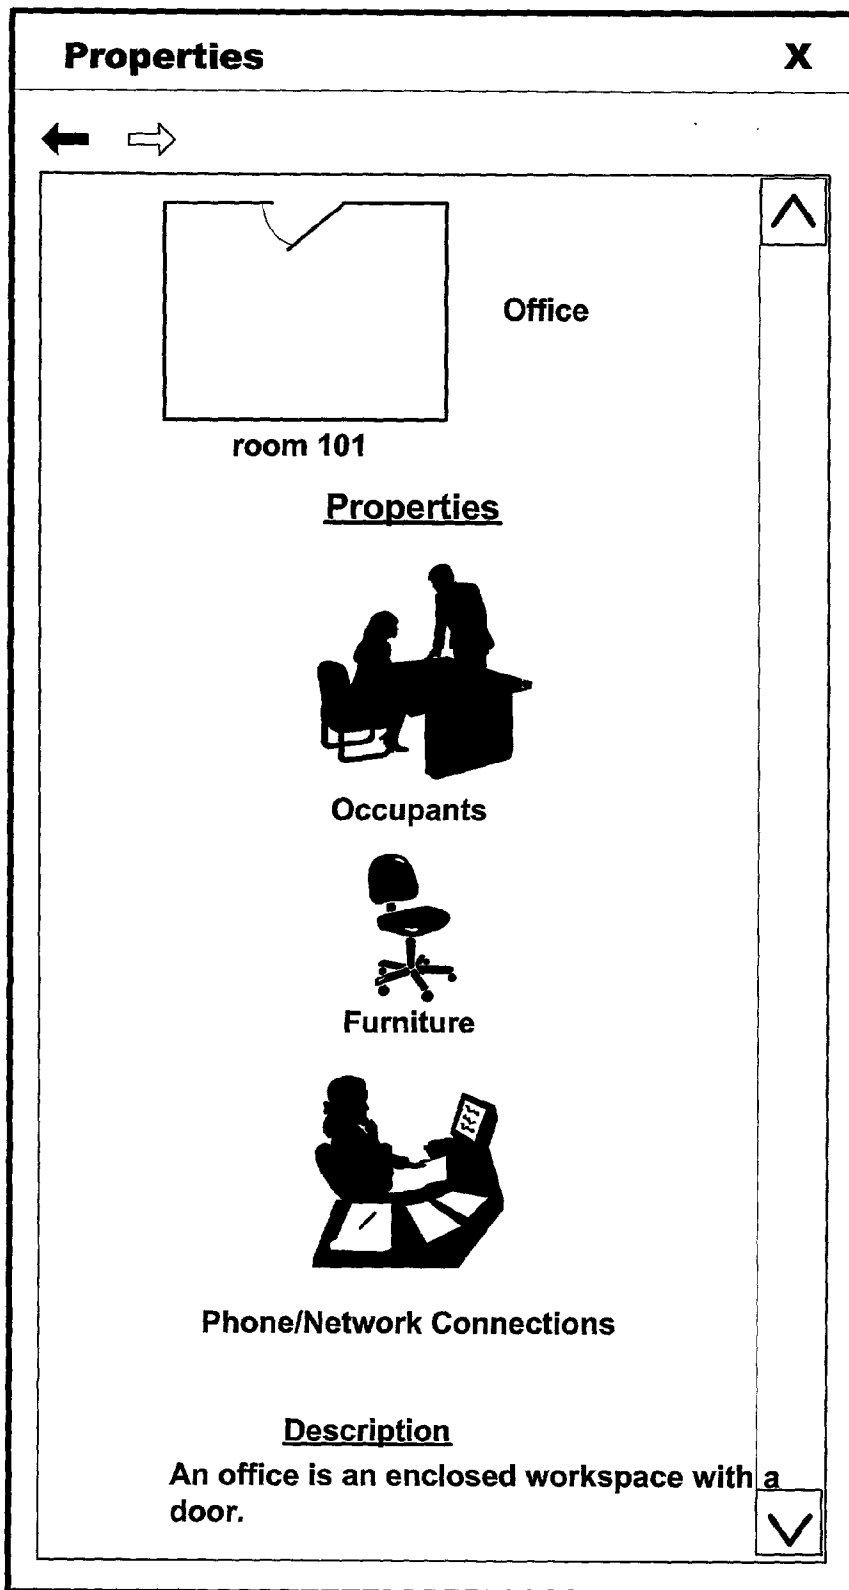 Properties X
Office
room 101
Properties
Occupants
Furniture
Phone/Network Connections
Description
An office is an enclosed workspace with a
door.